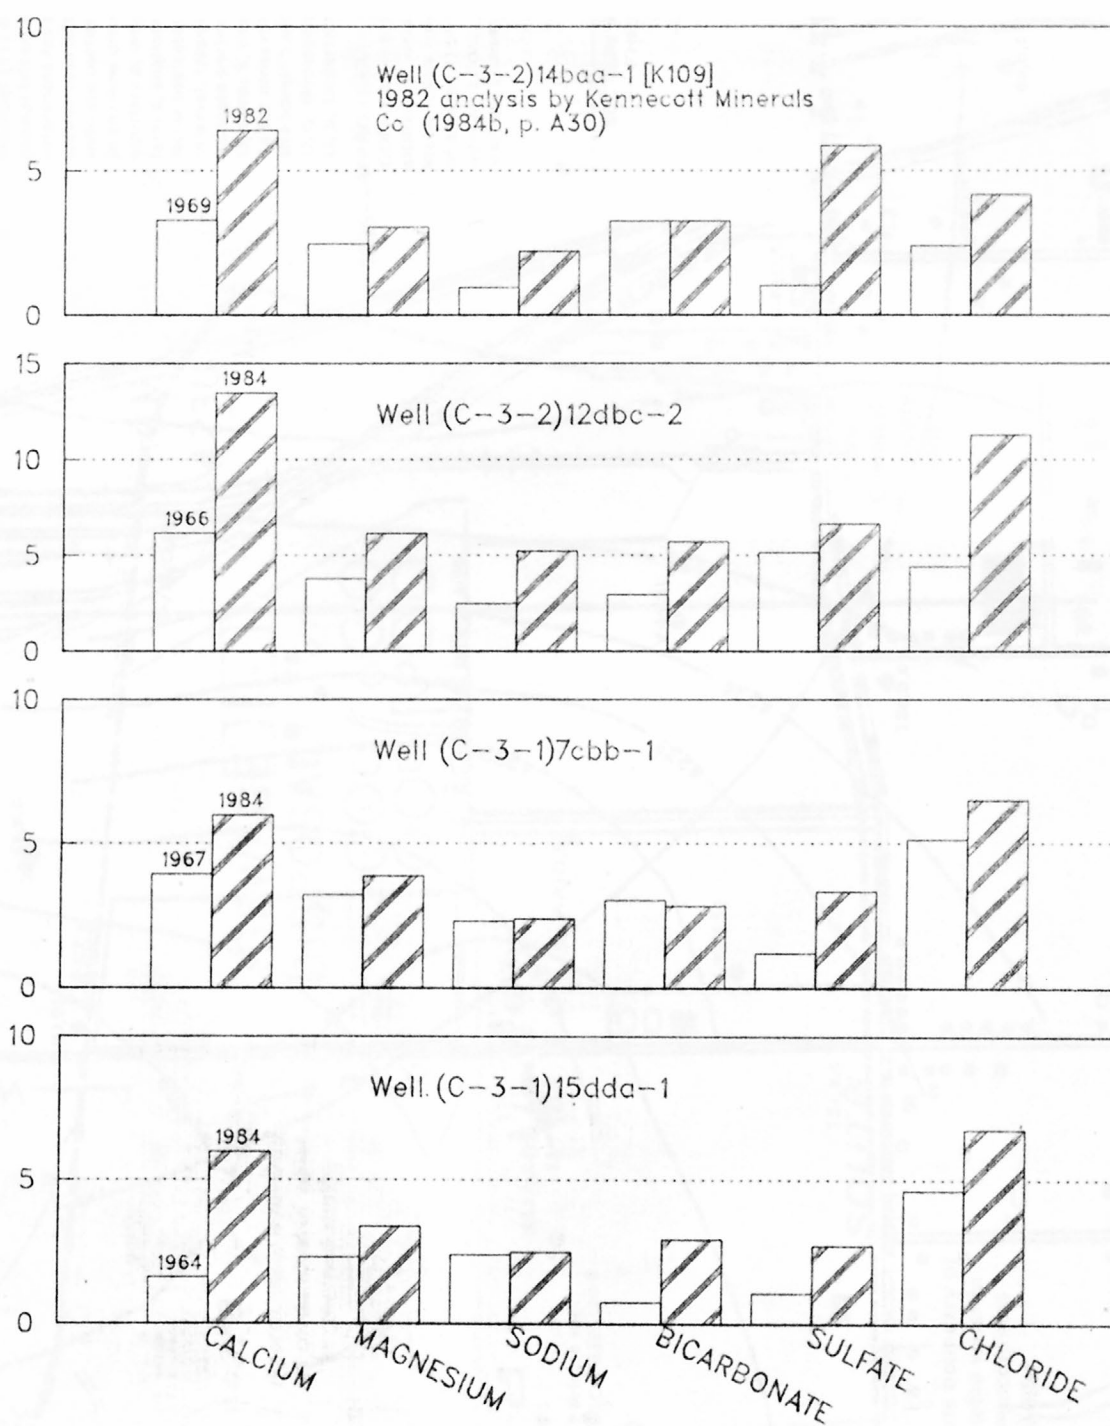 10
Well (C-3-2)14baa-1 [K109]
1982 analysis by Kennecott Minerals
Co (1984b, p. A30)
1982
5
1969
0
15
1984
Well (C-3-2)12dbc-2
10
1966
5
0
10
Well (C-3-1)7cbb-1
1984
5
1967
0
10
Well. (C-3-1)15dda-1
1984
5
1964
0
CALCIUM
MAGNESIUM
SODIUM
BICARBONATE
SULFATE
CHLORIDE